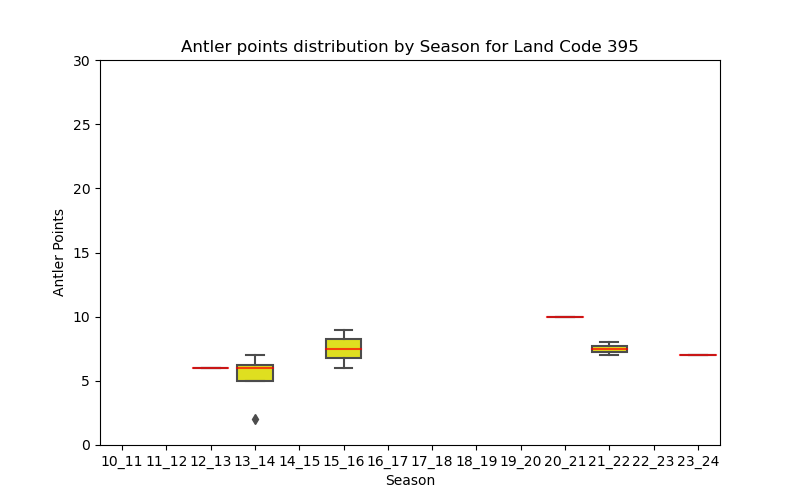 Antler points distribution by Season for Land Code 395
30
25
20
15
10
5
0
Antler Points
10_11 11_12 12_13 13_14 14_15 15_16 16_17 17_18 18_19 19_20 20_21 21_22 22_23 23_24
Season